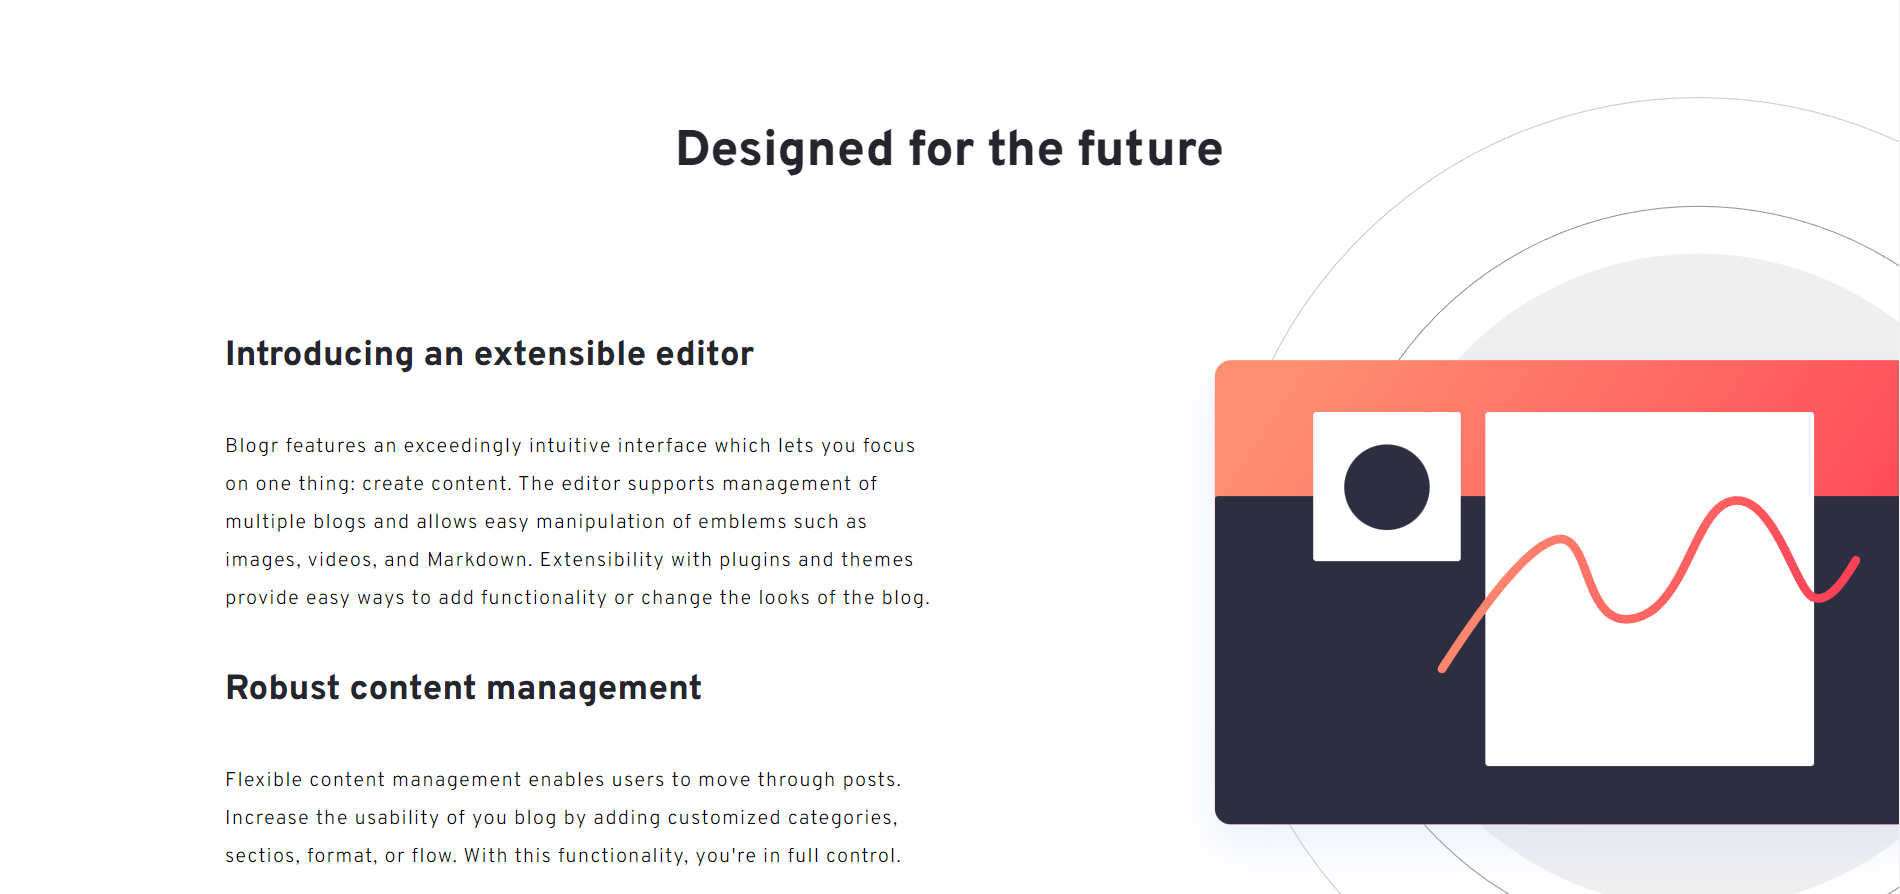 Designed for the future
Introducing an extensible editor
Blogr features an exceedingly intuitive interface which lets you focus
on one thing: create content. The editor supports management of
multiple blogs and allows easy manipulation of emblems such as
images, videos, and Markdown. Extensibility with plugins and themes
provide easy ways to add functionality or change the looks of the blog.
Robust content management
Flexible content management enables users to move through posts.
Increase the usability of you blog by adding customized categories,
sectios, format, or flow. With this functionality, you're in full control.